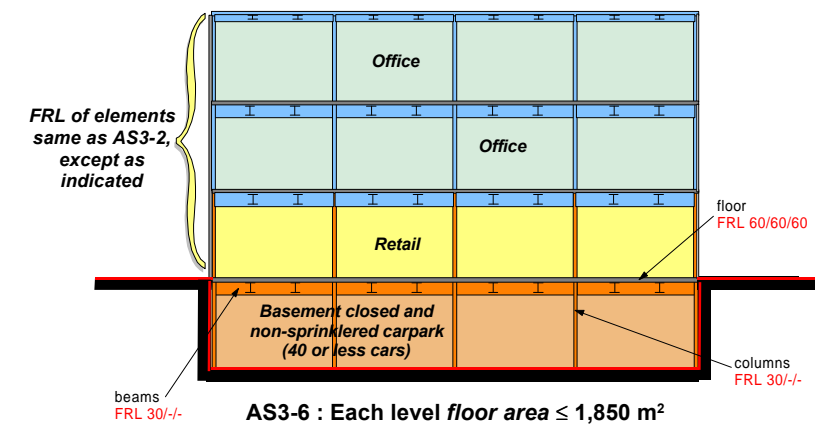 Office
FRL of elements
same as AS3-2,
except as
indicated
Office
floor
FRL 60/60/60
Retail
Basement closed and
non-sprinklered carpark
(40 or less cars)
columns
FRL 30/-/-
beams
FRL 30/-/-
AS3-6 : Each level floor area ≤ 1,850 m²